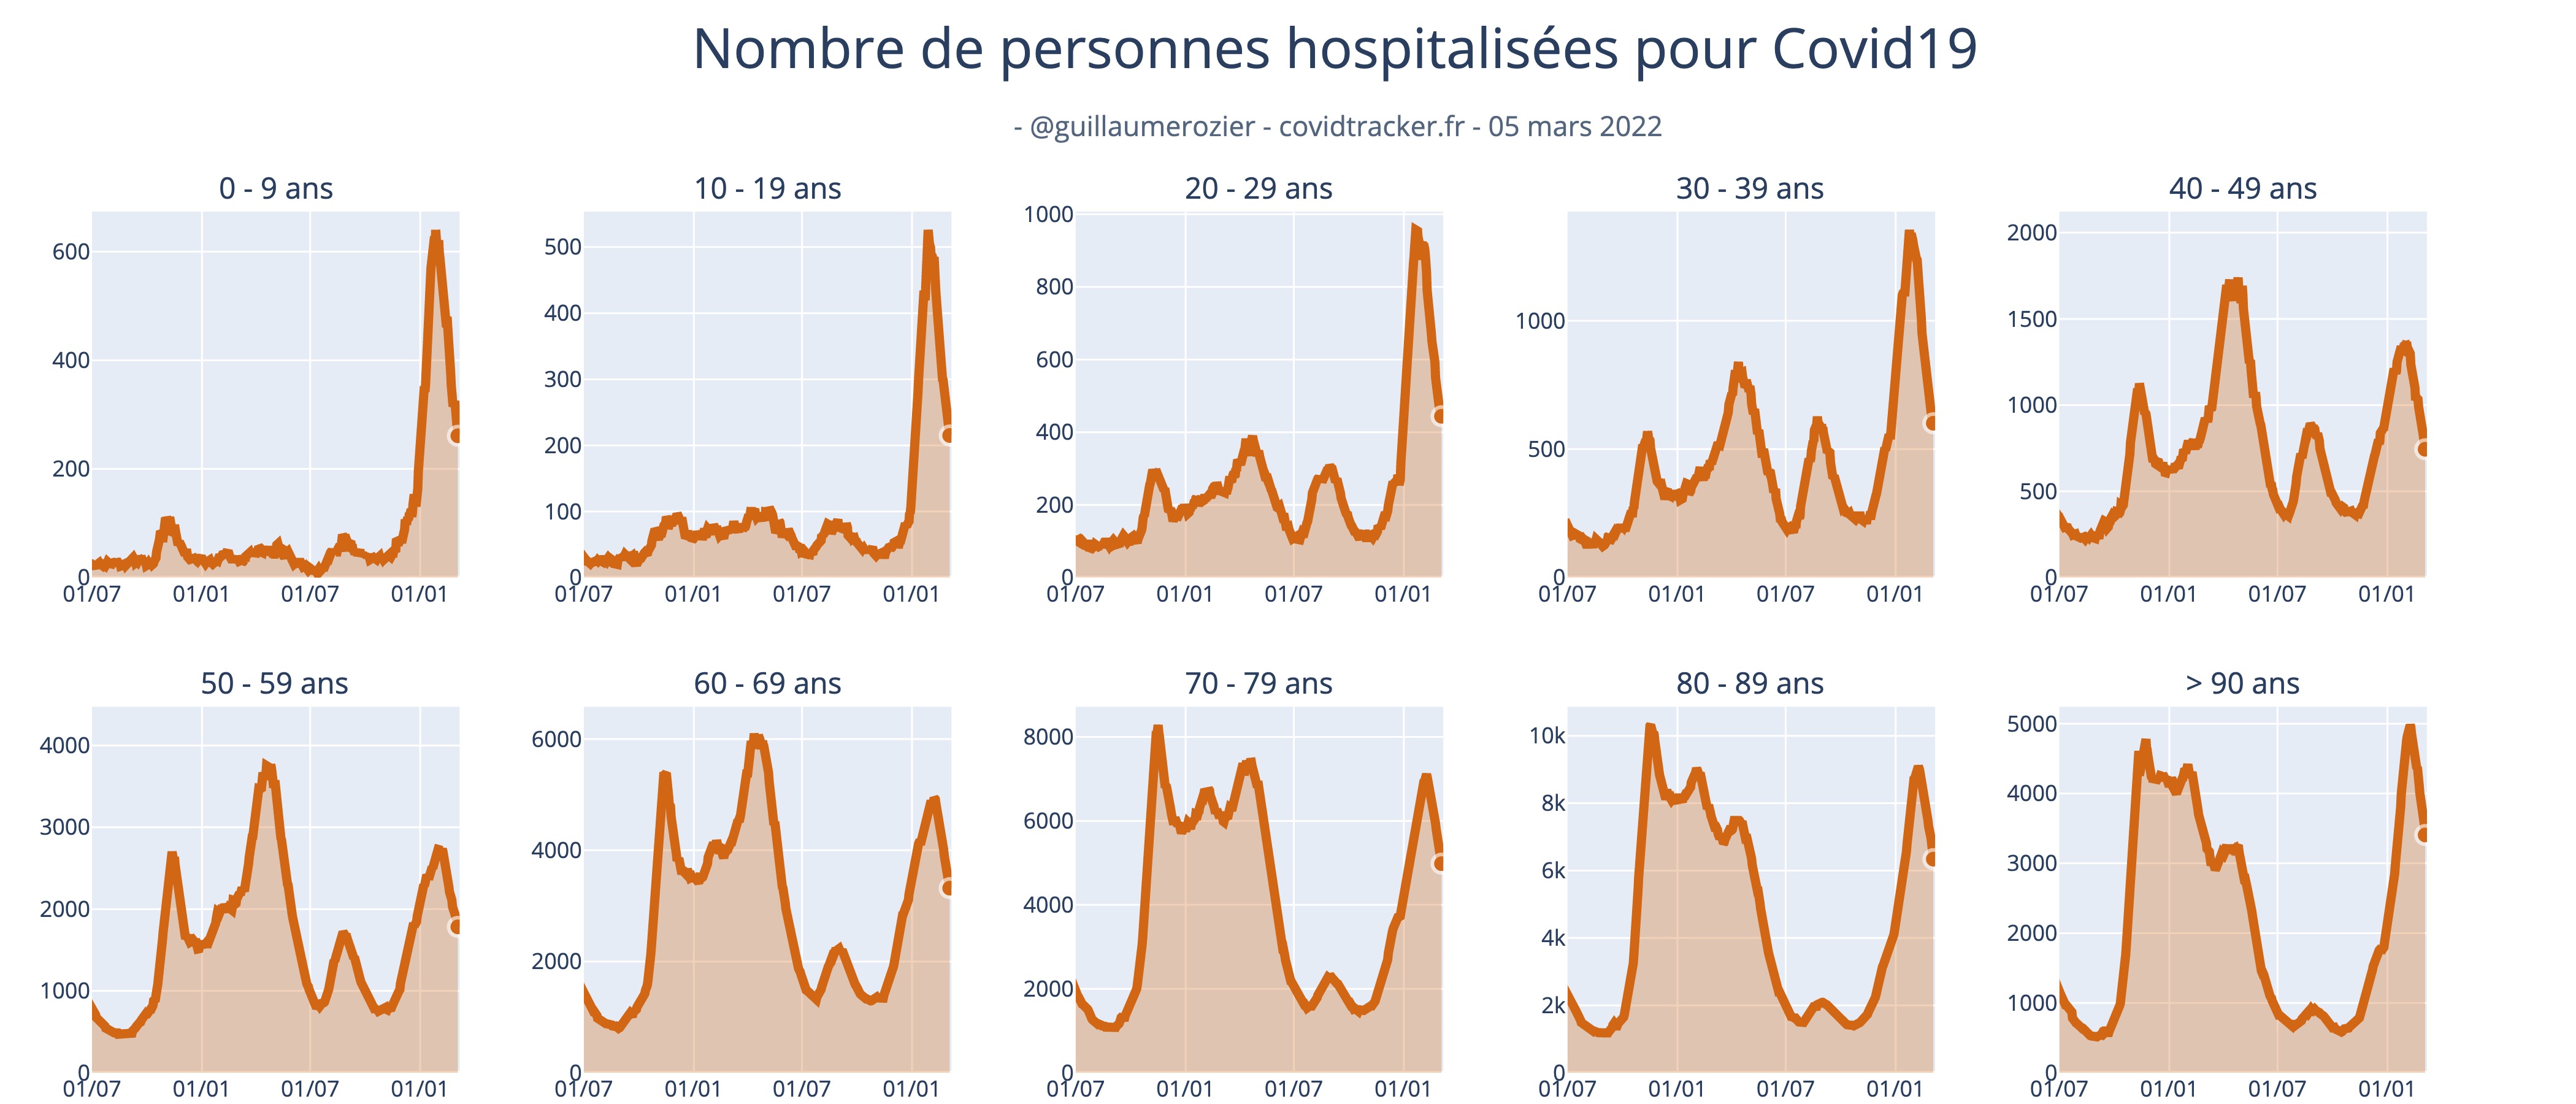 Nombre de personnes hospitalisées pour Covid19
- @guillaumerozier - covidtracker.fr - 05 mars 2022
0 - 9 ans
600
400
200
0
01/07 01/01 01/07 01/01
10 - 19 ans
500
400
300
200
100
0
01/07 01/01 01/07 01/01
20 - 29 ans
1000
800
600
400
200
0
01/07 01/01 01/07 01/01
30 - 39 ans
1000
500
0
01/07 01/01 01/07 01/01
40 - 49 ans
2000
1500
1000
500
0
01/07 01/01 01/07 01/01
50 - 59 ans
4000
3000
2000
1000
0
01/07 01/01 01/07 01/01
60 - 69 ans
6000
4000
2000
0
01/07 01/01 01/07 01/01
70 - 79 ans
8000
6000
4000
2000
0
01/07 01/01 01/07 01/01
80 - 89 ans
10k
8k
6k
4k
2k
0
01/07 01/01 01/07 01/01
> 90 ans
5000
4000
3000
2000
1000
0
01/07 01/01 01/07 01/01